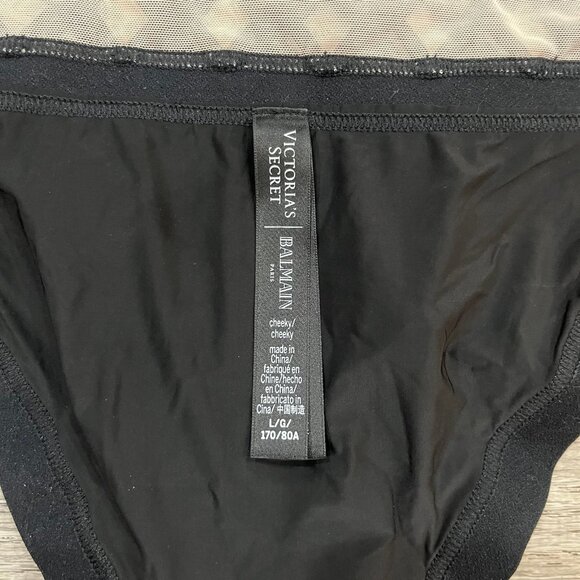 VICTORIA'S
SECRET
BALMAIN
PARIS
cheeky/
cheeky
made in
China/
fabriqué en
Chine/hecho
en China/
fabbricato in
Cina/ 中国制造
L/G/
170/80A